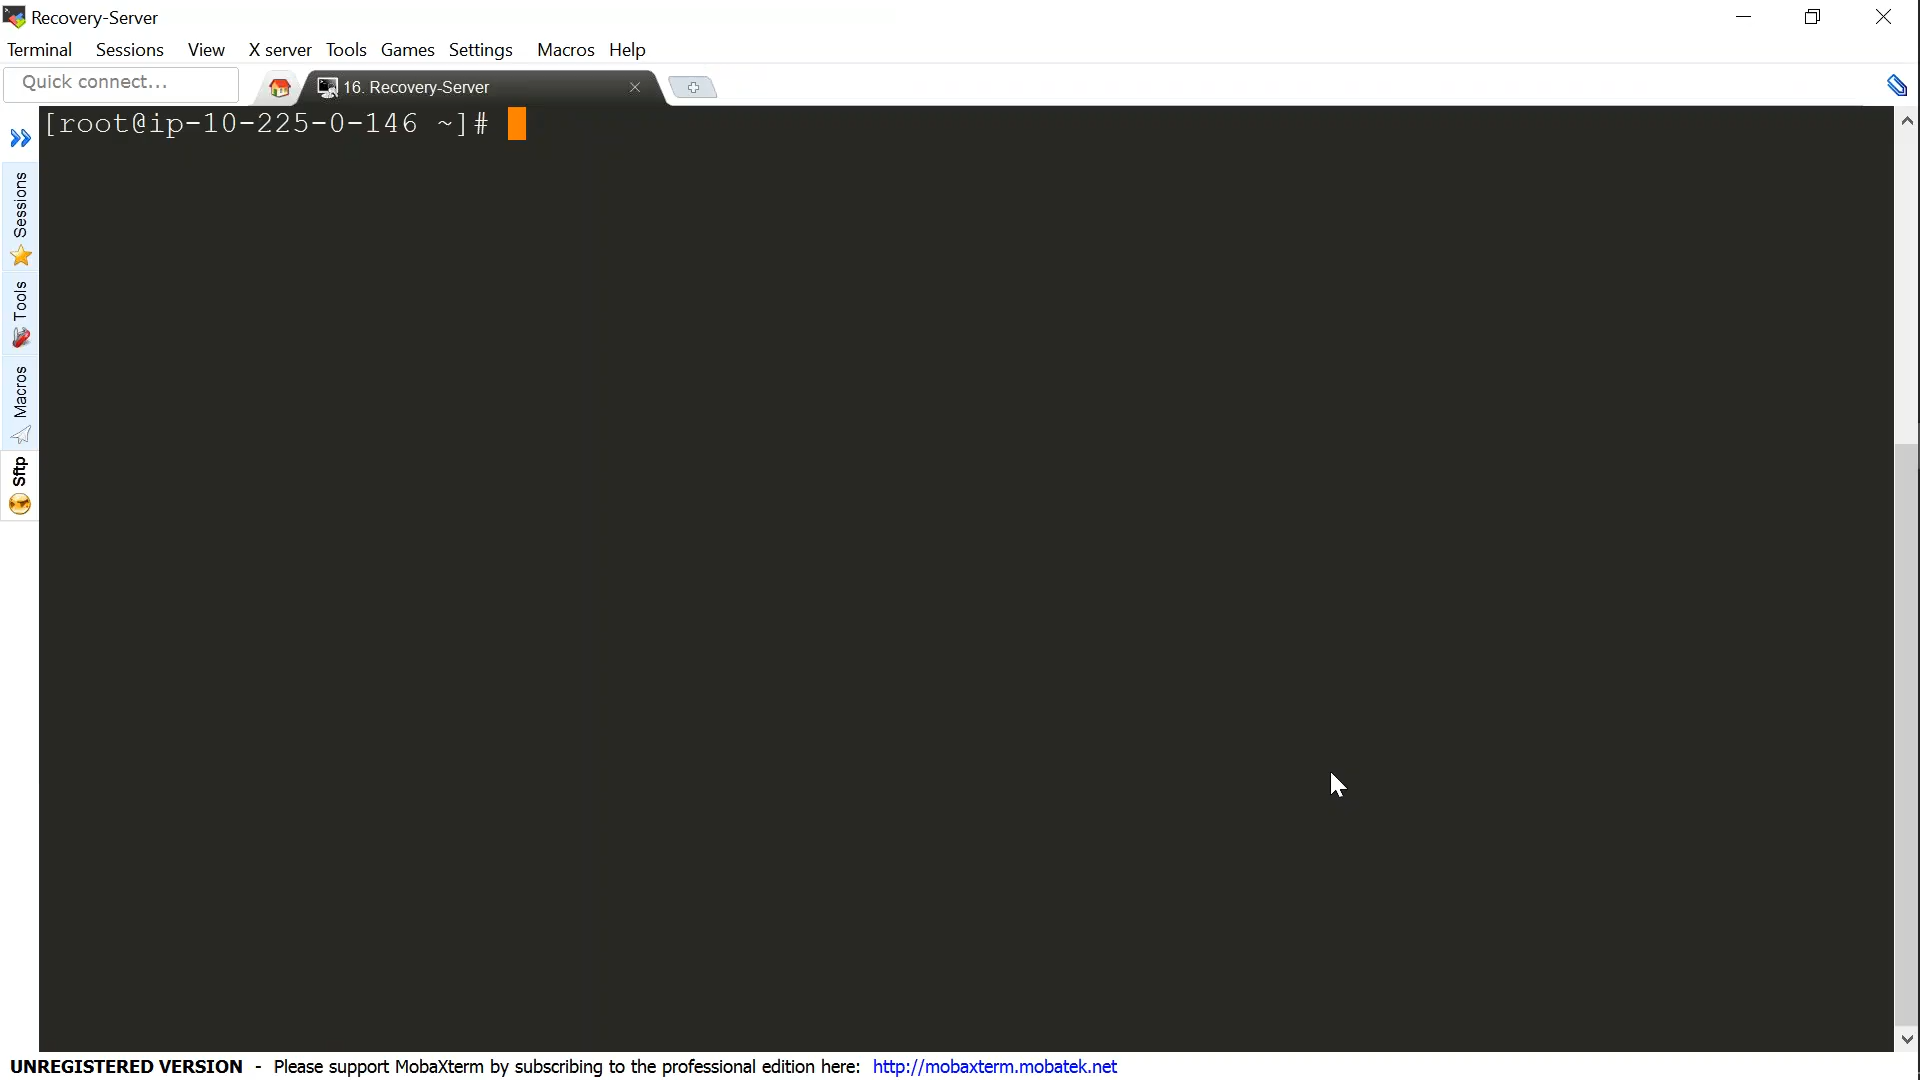 Recovery-Server
Terminal Sessions View X server Tools Games Settings Macros Help
Quick connect... 16. Recovery-Server
[root@ip-10-225-0-146 ~]#
Sessions
Tools
Macros
Sftp
UNREGISTERED VERSION - Please support MobaXterm by subscribing to the professional edition here: http://mobaxterm.mobatek.net